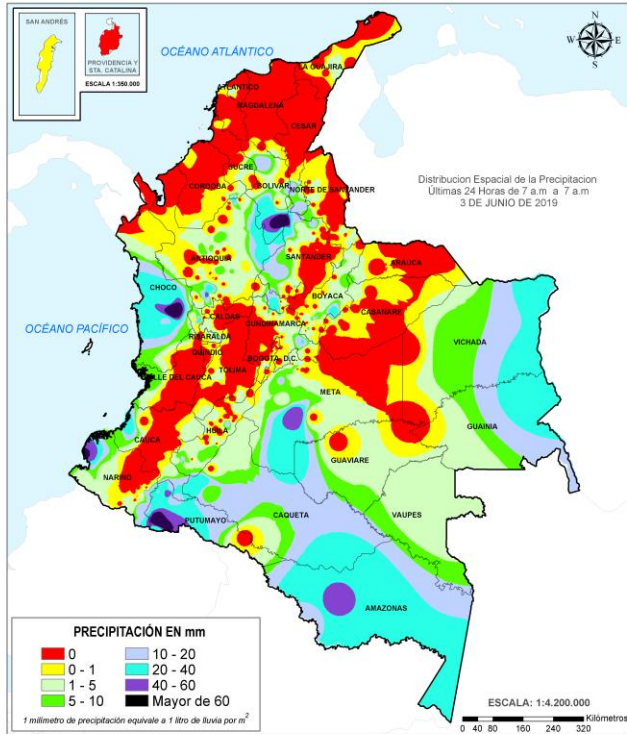 SAN ANDRÉS
PROVIDENCIA Y
STA. CATALINA
ESCALA 1:350.000
OCÉANO ATLÁNTICO
N
W E
S
LA GUAJIRA
ATLÁNTICO
MAGDALENA
CESAR
SUCRE
CORDOBA
BOLIVAR
NORTE DE SANTANDER
Distribucion Espacial de la Precipitacion
Últimas 24 Horas de 7 a.m a 7 a.m
3 DE JUNIO DE 2019
ANTIOQUIA
SANTANDER
ARAUCA
CHOCO
BOYACA
CASANARE
OCÉANO PACÍFICO
CALDAS
CUNDINAMARCA
RISARALDA
VICHADA
QUINDIO
BOGOTA, D.C.
TOLIMA
VALLE DEL CAUCA
META
GUAINIA
CAUCA
HUILA
GUAVIARE
NARIÑO
PUTUMAYO
CAQUETA
VAUPES
AMAZONAS
PRECIPITACIÓN EN mm
0 10 - 20
0 - 1 20 - 40
1 - 5 40 - 60
5 - 10 Mayor de 60
1 milimetro de precipitación equivale a 1 litro de lluvia por m²
ESCALA: 1:4.200.000
0 40 80 160 240 320 Kilómetros